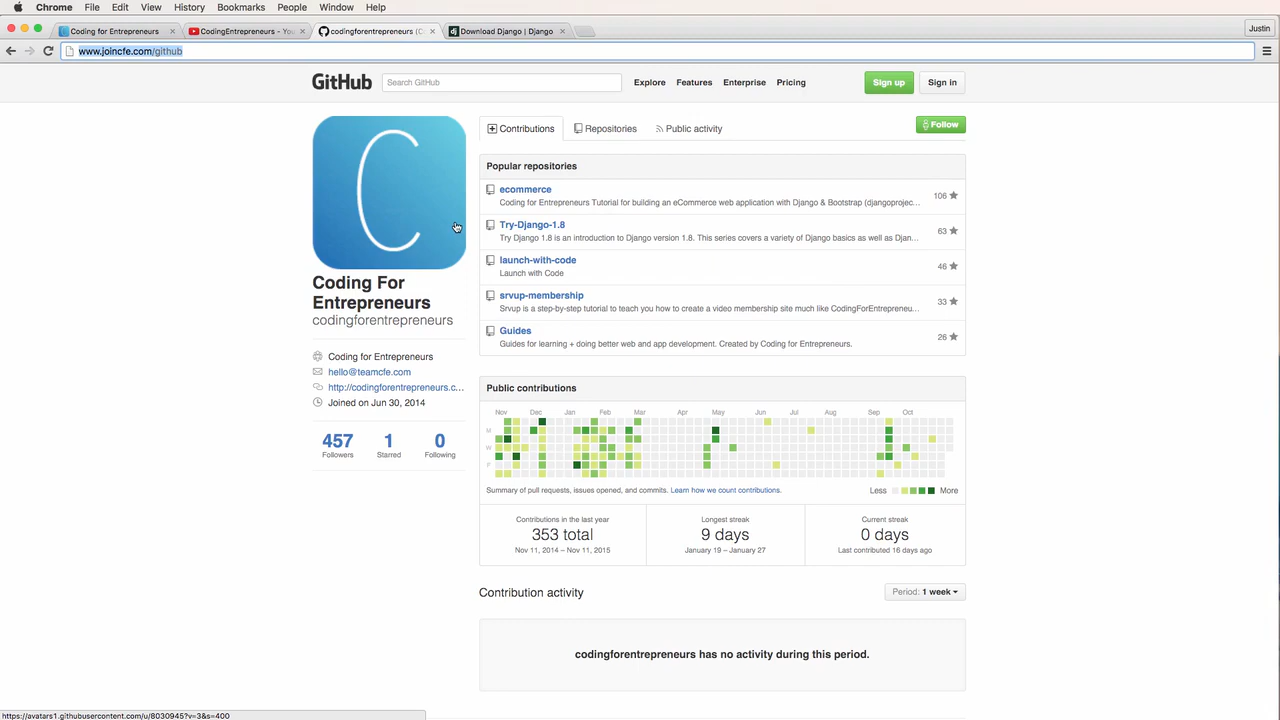 Chrome File Edit View History Bookmarks People Window Help
Coding for Entrepreneurs
CodingEntrepreneurs - You
codingforentrepreneurs (C
Download Django | Django
Justin
www.joincfe.com/github
GitHub
Search GitHub
Explore Features Enterprise Pricing
Sign up
Sign in
C
Coding For
Entrepreneurs
codingforentrepreneurs
Coding for Entrepreneurs
hello@teamcfe.com
http://codingforentrepreneurs.c...
Joined on Jun 30, 2014
457 1 0
Followers Starred Following
Contributions Repositories Public activity
Follow
Popular repositories
ecommerce
Coding for Entrepreneurs Tutorial for building an eCommerce web application with Django & Bootstrap (djangoprojec...
106
Try-Django-1.8
Try Django 1.8 is an introduction to Django version 1.8. This series covers a variety of Django basics as well as Djan...
63
launch-with-code
Launch with Code
46
srvup-membership
Srvup is a step-by-step tutorial to teach you how to create a video membership site much like CodingForEntrepreneu...
33
Guides
Guides for learning + doing better web and app development. Created by Coding for Entrepreneurs.
26
Public contributions
Nov Dec Jan Feb Mar Apr May Jun Jul Aug Sep Oct
M
W
F
Summary of pull requests, issues opened, and commits. Learn how we count contributions.
Less More
Contributions in the last year
353 total
Nov 11, 2014 – Nov 11, 2015
Longest streak
9 days
January 19 – January 27
Current streak
0 days
Last contributed 16 days ago
Contribution activity
Period: 1 week
codingforentrepreneurs has no activity during this period.
https://avatars1.githubusercontent.com/u/8030945?v=3&s=400